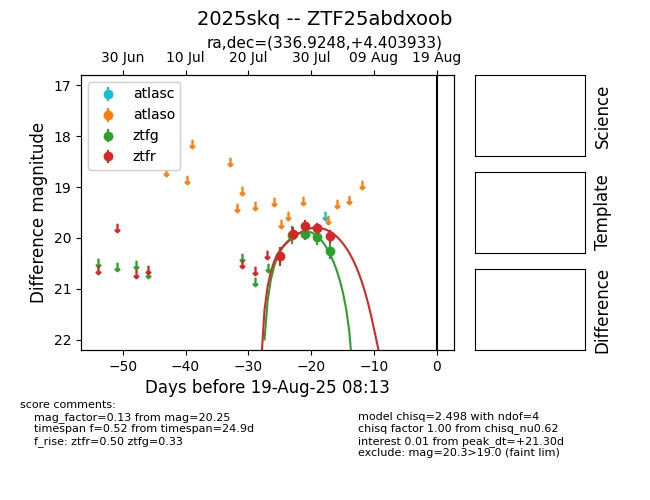 2025skq -- ZTF25abdxoob
ra,dec=(336.9248,+4.403933)
30 Jun 10 Jul 20 Jul 30 Jul 09 Aug 19 Aug
atlasc
atlaso
ztfg
ztfr
17
18
19
20
21
22
Difference magnitude
−50 −40 −30 −20 −10 0
Days before 19-Aug-25 08:13
Science
Template
Difference
score comments:
mag_factor=0.13 from mag=20.25
timespan f=0.52 from timespan=24.9d
f_rise: ztfr=0.50 ztfg=0.33
model chisq=2.498 with ndof=4
chisq factor 1.00 from chisq_nu0.62
interest 0.01 from peak_dt=+21.30d
exclude: mag=20.3>19.0 (faint lim)